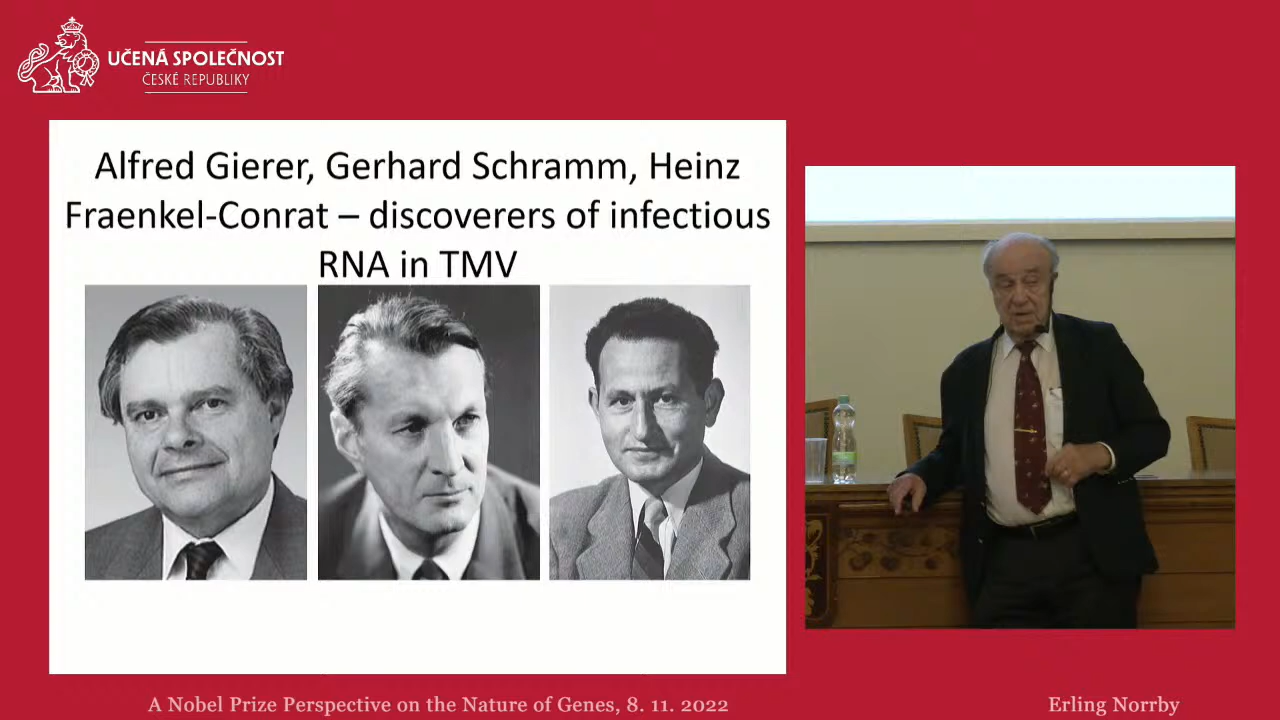 UČENÁ SPOLEČNOST
ČESKÉ REPUBLIKY
Alfred Gierer, Gerhard Schramm, Heinz
Fraenkel-Conrat – discoverers of infectious
RNA in TMV
A Nobel Prize Perspective on the Nature of Genes, 8. 11. 2022
Erling Norrby